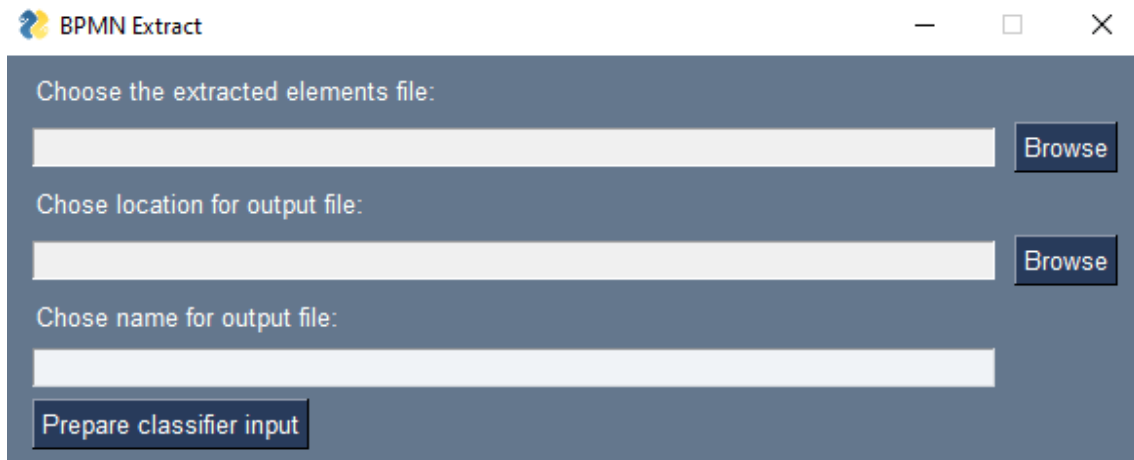 BPMN Extract
Choose the extracted elements file:
Browse
Chose location for output file:
Browse
Chose name for output file:
Prepare classifier input